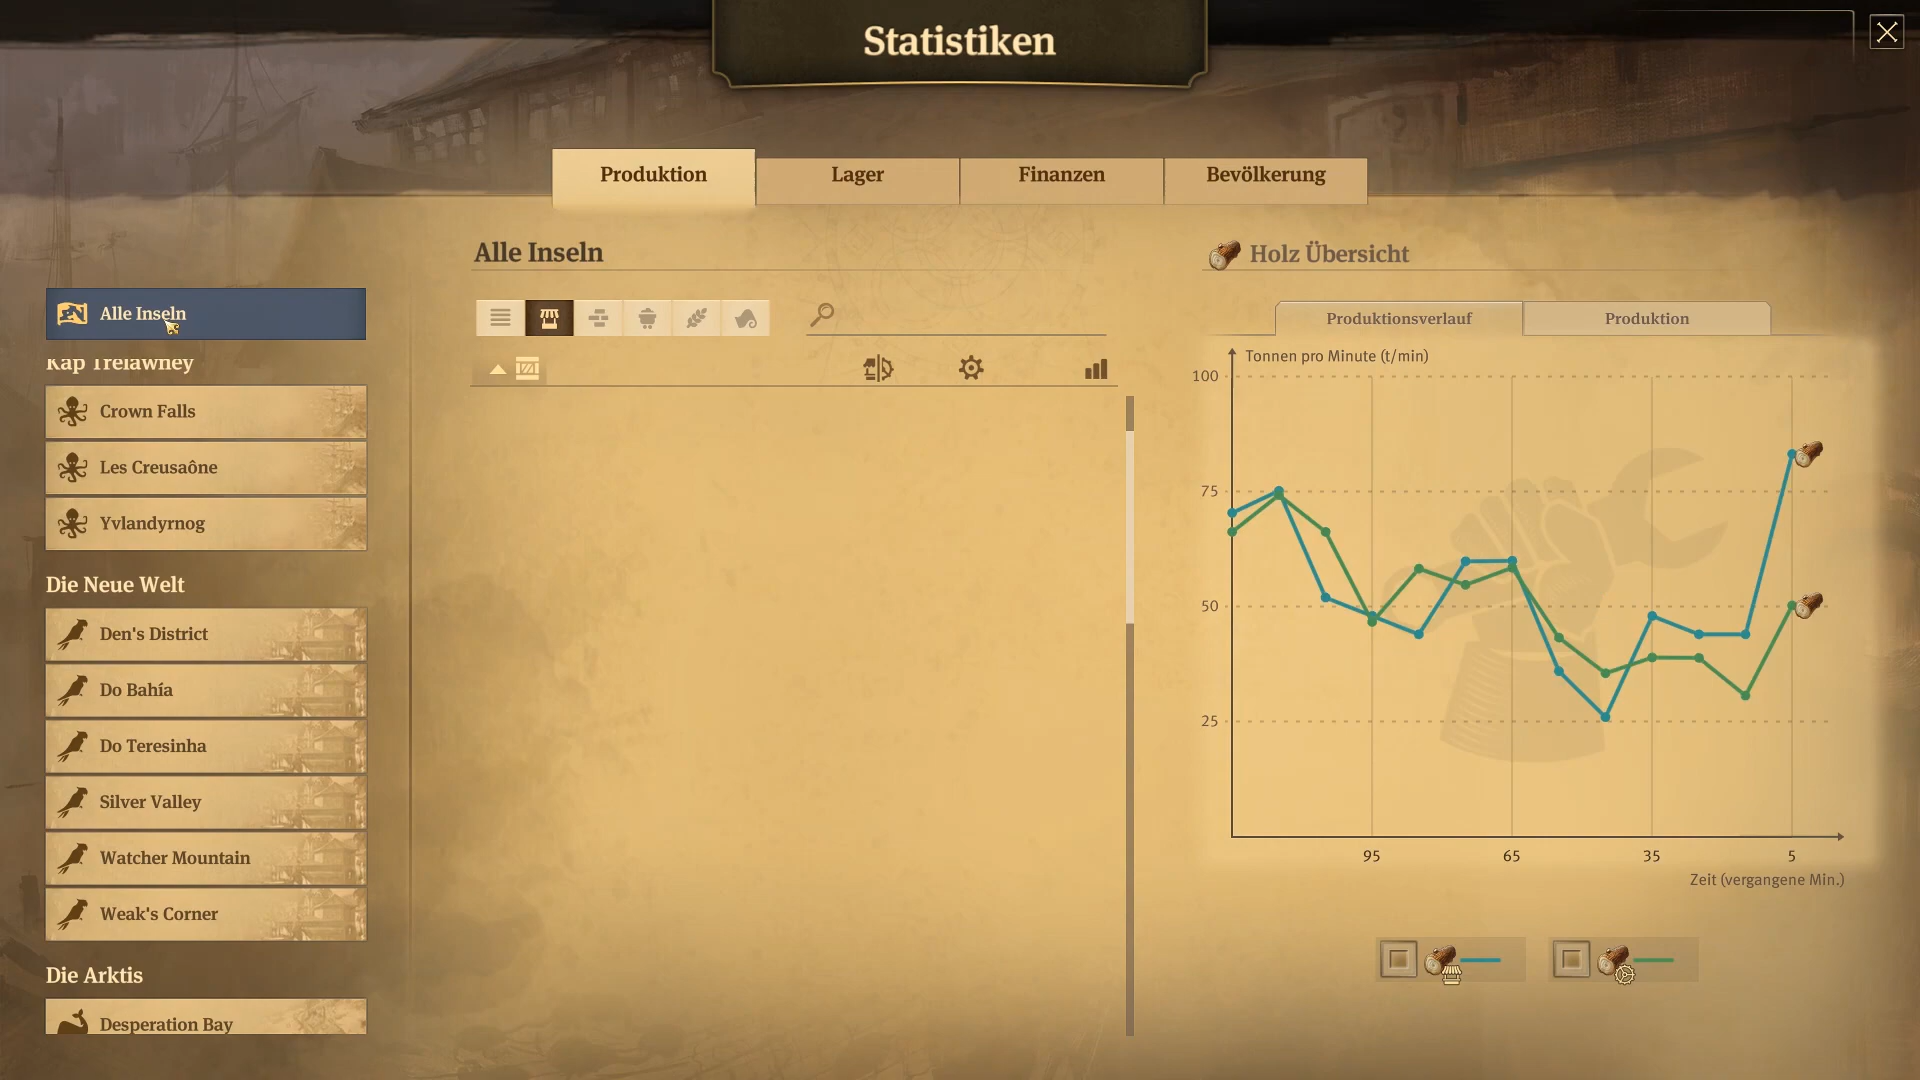 Statistiken
Produktion
Lager
Finanzen
Bevölkerung
Alle Inseln
Kap Trelawney
Crown Falls
Les Creusaône
Yvlandyrnog
Die Neue Welt
Den's District
Do Bahía
Do Teresinha
Silver Valley
Watcher Mountain
Weak's Corner
Die Arktis
Desperation Bay
Alle Inseln
Holz Übersicht
Produktionsverlauf
Produktion
Tonnen pro Minute (t/min)
100
75
50
25
95
65
35
5
Zeit (vergangene Min.)